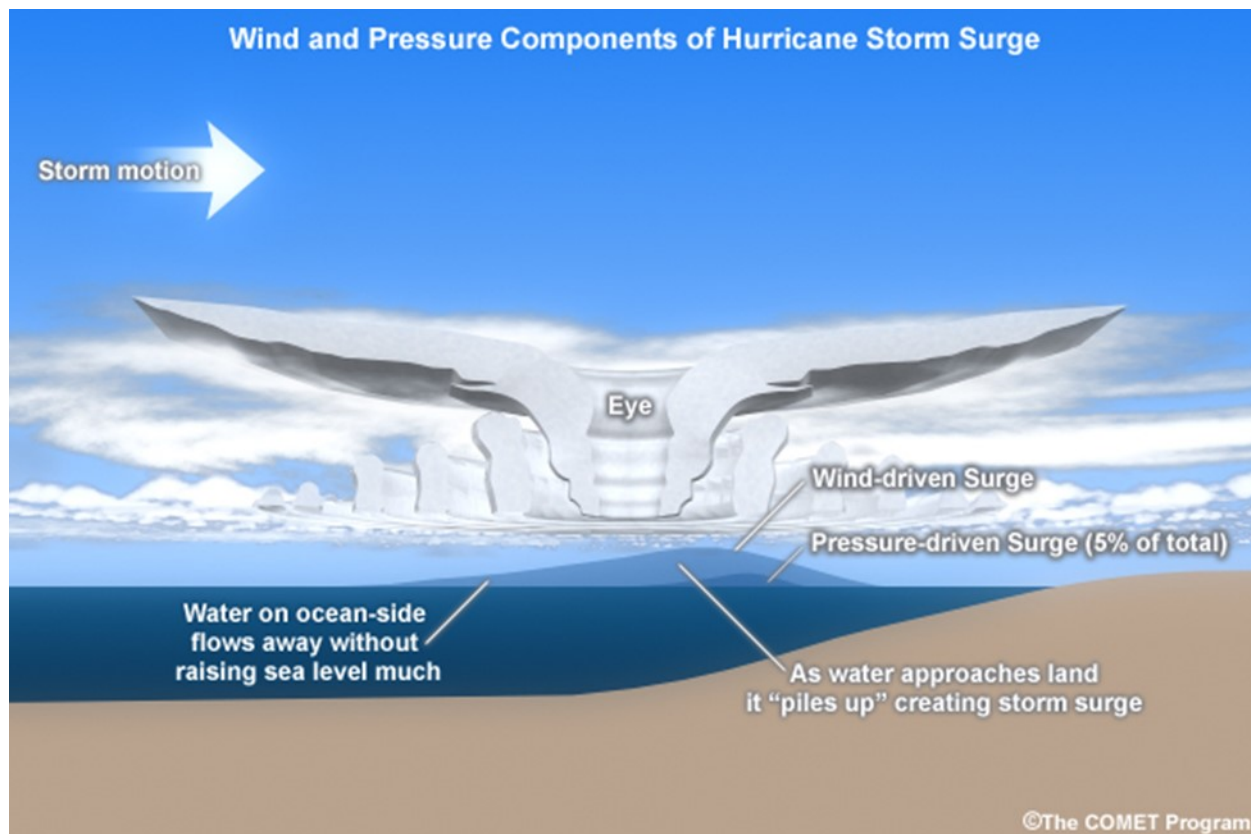 Wind and Pressure Components of Hurricane Storm Surge
Storm motion
Eye
Wind-driven Surge
Pressure-driven Surge (5% of total)
Water on ocean-side
flows away without
raising sea level much
As water approaches land
it “piles up” creating storm surge
©The COMET Program